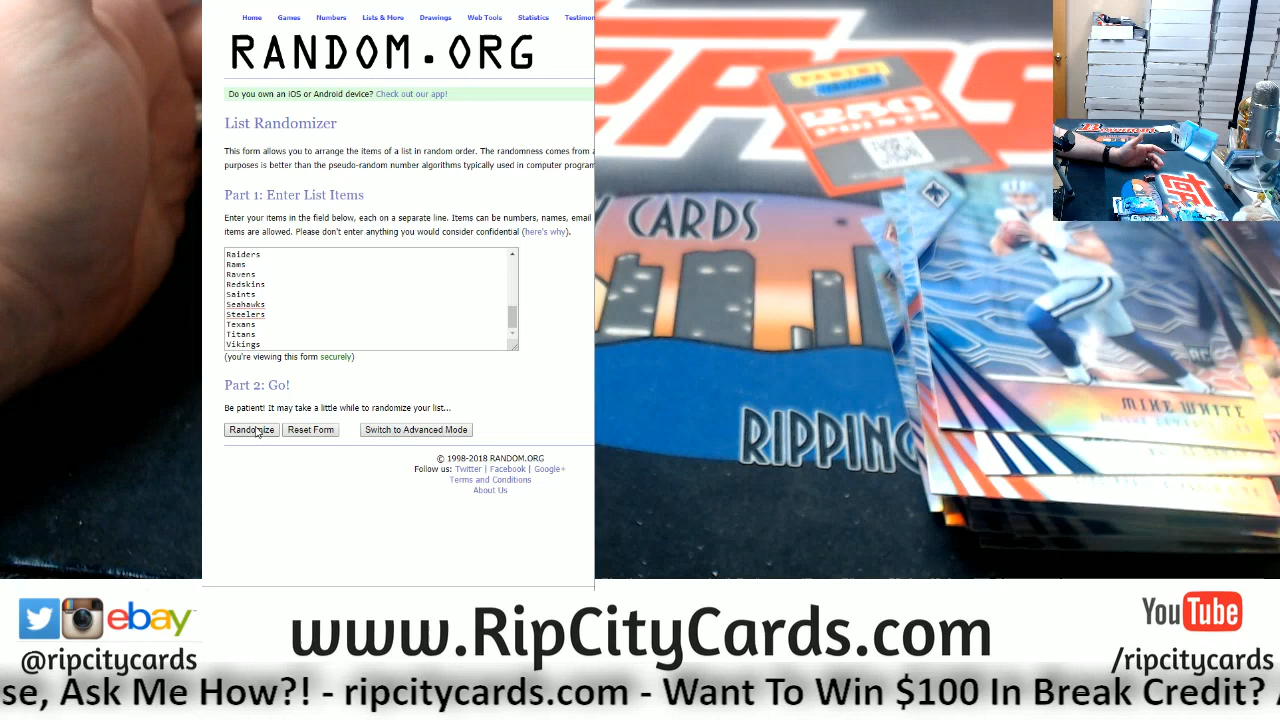 Home Games Numbers Lists & More Drawings Web Tools Statistics Testimon
RANDOM.ORG
Do you own an iOS or Android device? Check out our app!
List Randomizer
This form allows you to arrange the items of a list in random order. The randomness comes from a
purposes is better than the pseudo-random number algorithms typically used in computer program
Part 1: Enter List Items
Enter your items in the field below, each on a separate line. Items can be numbers, names, email
items are allowed. Please don't enter anything you would consider confidential (here's why).
Raiders
Rams
Ravens
Redskins
Saints
Seahawks
Steelers
Texans
Titans
Vikings
(you're viewing this form securely)
Part 2: Go!
Be patient! It may take a little while to randomize your list...
Randomize Reset Form Switch to Advanced Mode
© 1998-2018 RANDOM.ORG
Follow us: Twitter | Facebook | Google+
Terms and Conditions
About Us
PANINI
250
POINTS
Y CARDS
RIPPING
MIKE WHITE
ebay
@ripcitycards
www.RipCityCards.com
YouTube
/ripcitycards
se, Ask Me How?! - ripcitycards.com - Want To Win $100 In Break Credit?